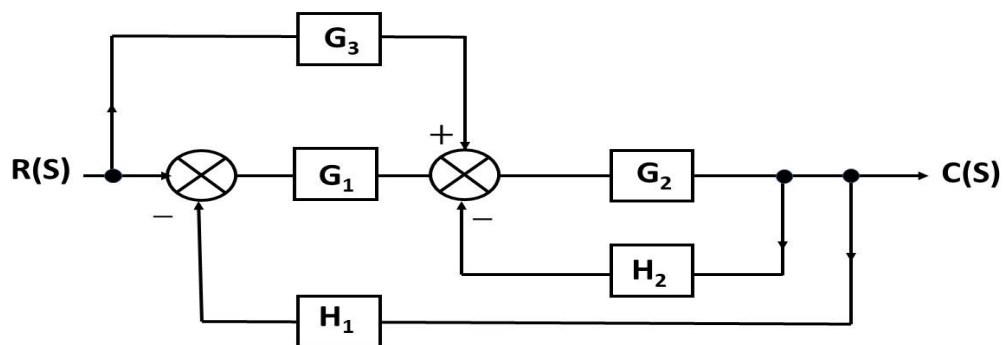 G₃
+
R(S) G₁ G₂ C(S)
− −
H₂
H₁